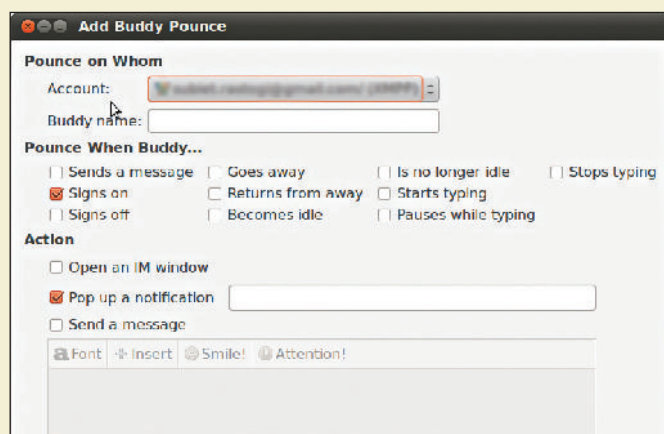 Add Buddy Pounce
Pounce on Whom
Account:
(XMPP)
Buddy name:
Pounce When Buddy...
Sends a message Goes away Is no longer idle Stops typing
Signs on Returns from away Starts typing
Signs off Becomes idle Pauses while typing
Action
Open an IM window
Pop up a notification
Send a message
Font Insert Smile! Attention!